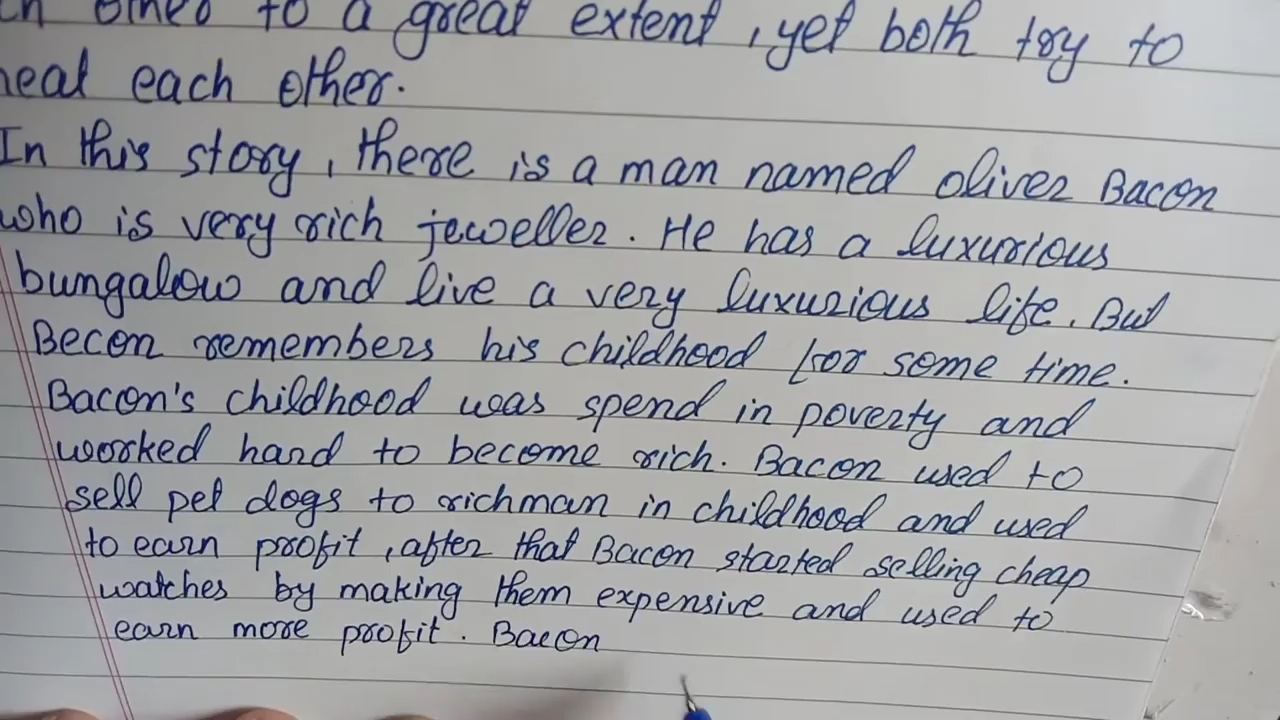 to a great extent, yet both try to
each other.
In this story, there is a man named oliver Bacon
who is very rich jeweller. He has a luxurious
bungalow and live a very luxurious life. But
Becon remembers his childhood for some time.
Bacon's childhood was spend in poverty and
worked hard to become rich. Bacon used to
sell pet dogs to richman in childhood and used
to earn profit, after that Bacon started selling cheap
watches by making them expensive and used to
earn more profit. Bacon